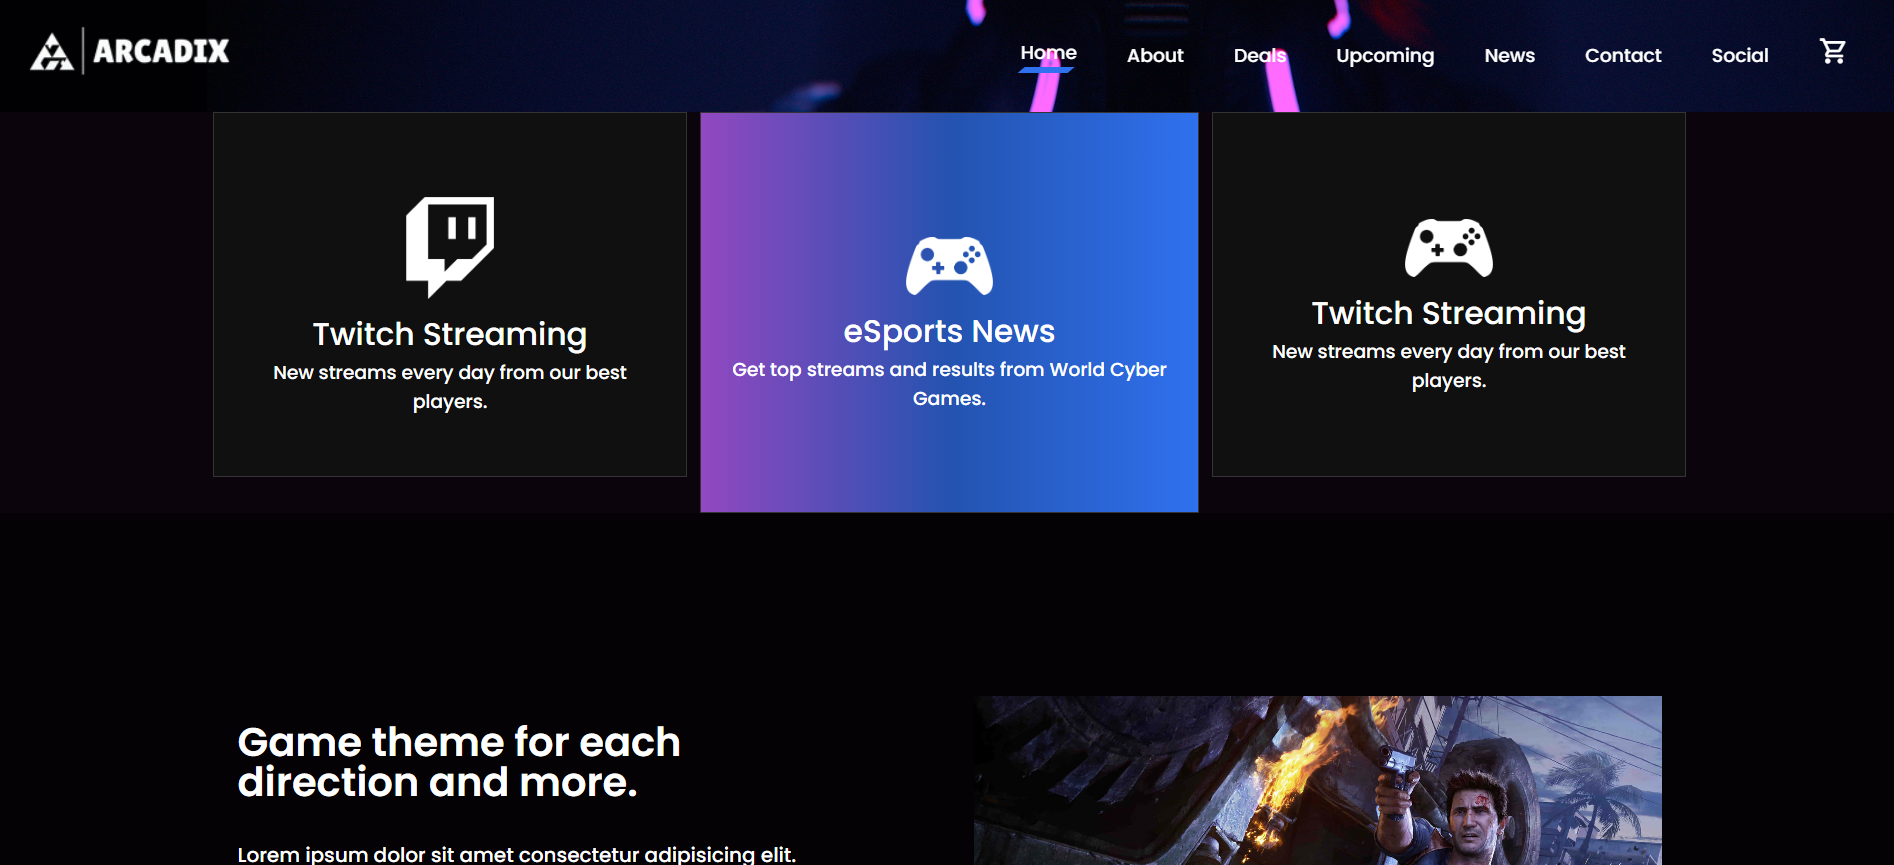 ARCADIX
Home About Deals Upcoming News Contact Social
Twitch Streaming
New streams every day from our best
players.
eSports News
Get top streams and results from World Cyber
Games.
Twitch Streaming
New streams every day from our best
players.
Game theme for each
direction and more.
Lorem ipsum dolor sit amet consectetur adipisicing elit.